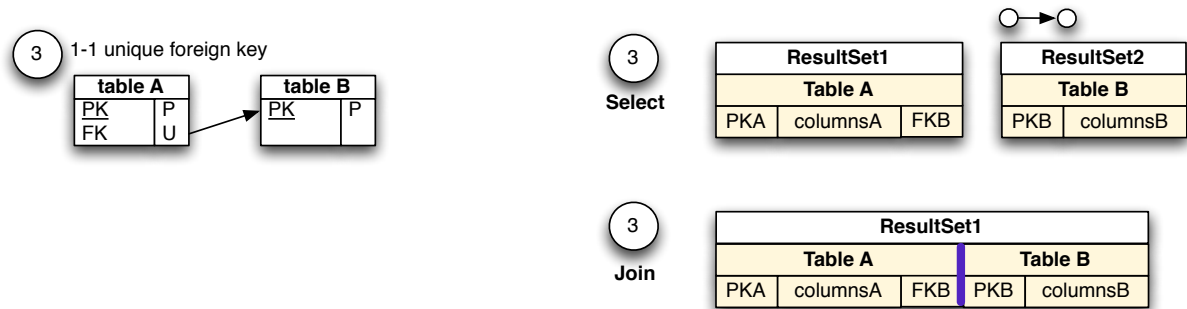 3 1-1 unique foreign key
table A
PK P
FK U
table B
PK P
3
Select
ResultSet1
Table A
PKA columnsA FKB
ResultSet2
Table B
PKB columnsB
3
Join
ResultSet1
Table A Table B
PKA columnsA FKB PKB columnsB